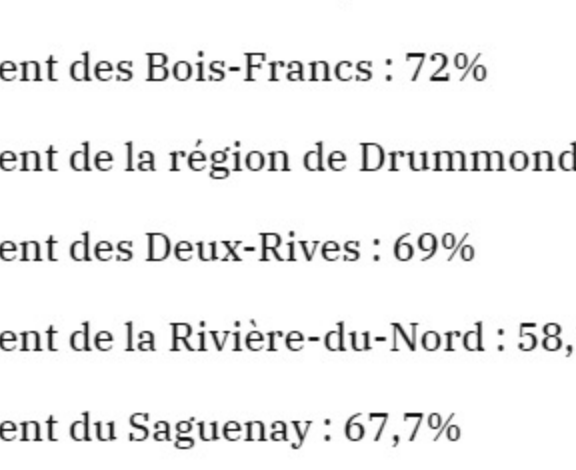 ent des Bois-Francs : 72%
ent de la région de Drummond
ent des Deux-Rives : 69%
ent de la Rivière-du-Nord : 58,
ent du Saguenay : 67,7%